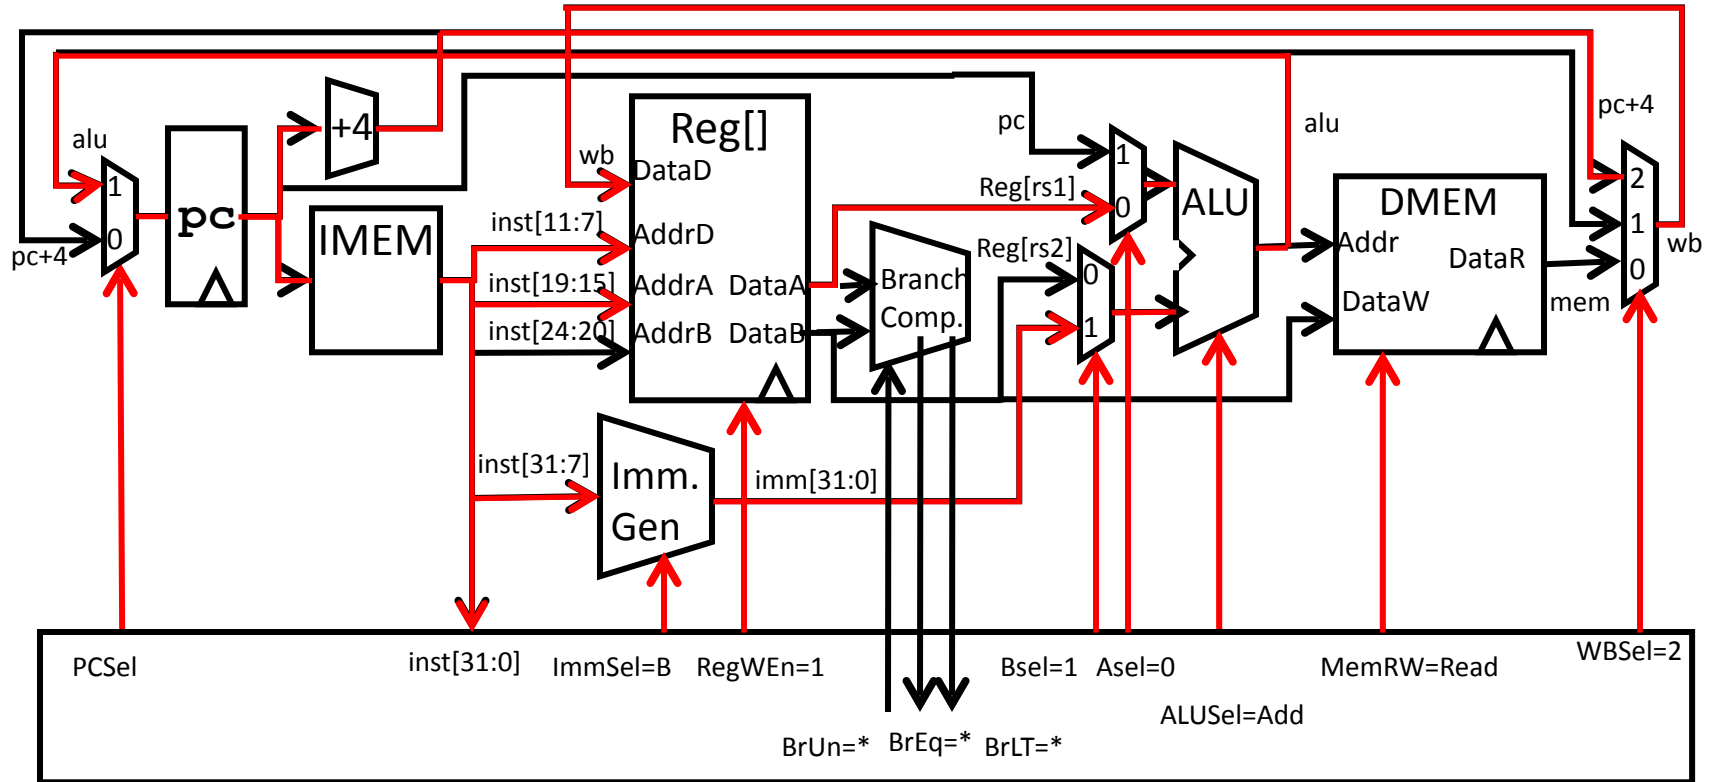 pc+4
alu
+4
Reg[]
pc
alu
wb
DataD
1
1
2
Reg[rs1]
pc
IMEM
inst[11:7]
0
ALU
DMEM
1
0
AddrD
Reg[rs2]
Addr
wb
pc+4
DataR
0
inst[19:15]
AddrA
DataA
Branch
0
mem
DataW
Comp.
1
inst[24:20]
AddrB
DataB
inst[31:7]
Imm.
Gen
imm[31:0]
PCSel
inst[31:0]
ImmSel=B
RegWEn=1
Bsel=1
Asel=0
MemRW=Read
WBSel=2
ALUSel=Add
BrUn=*
BrEq=*
BrLT=*